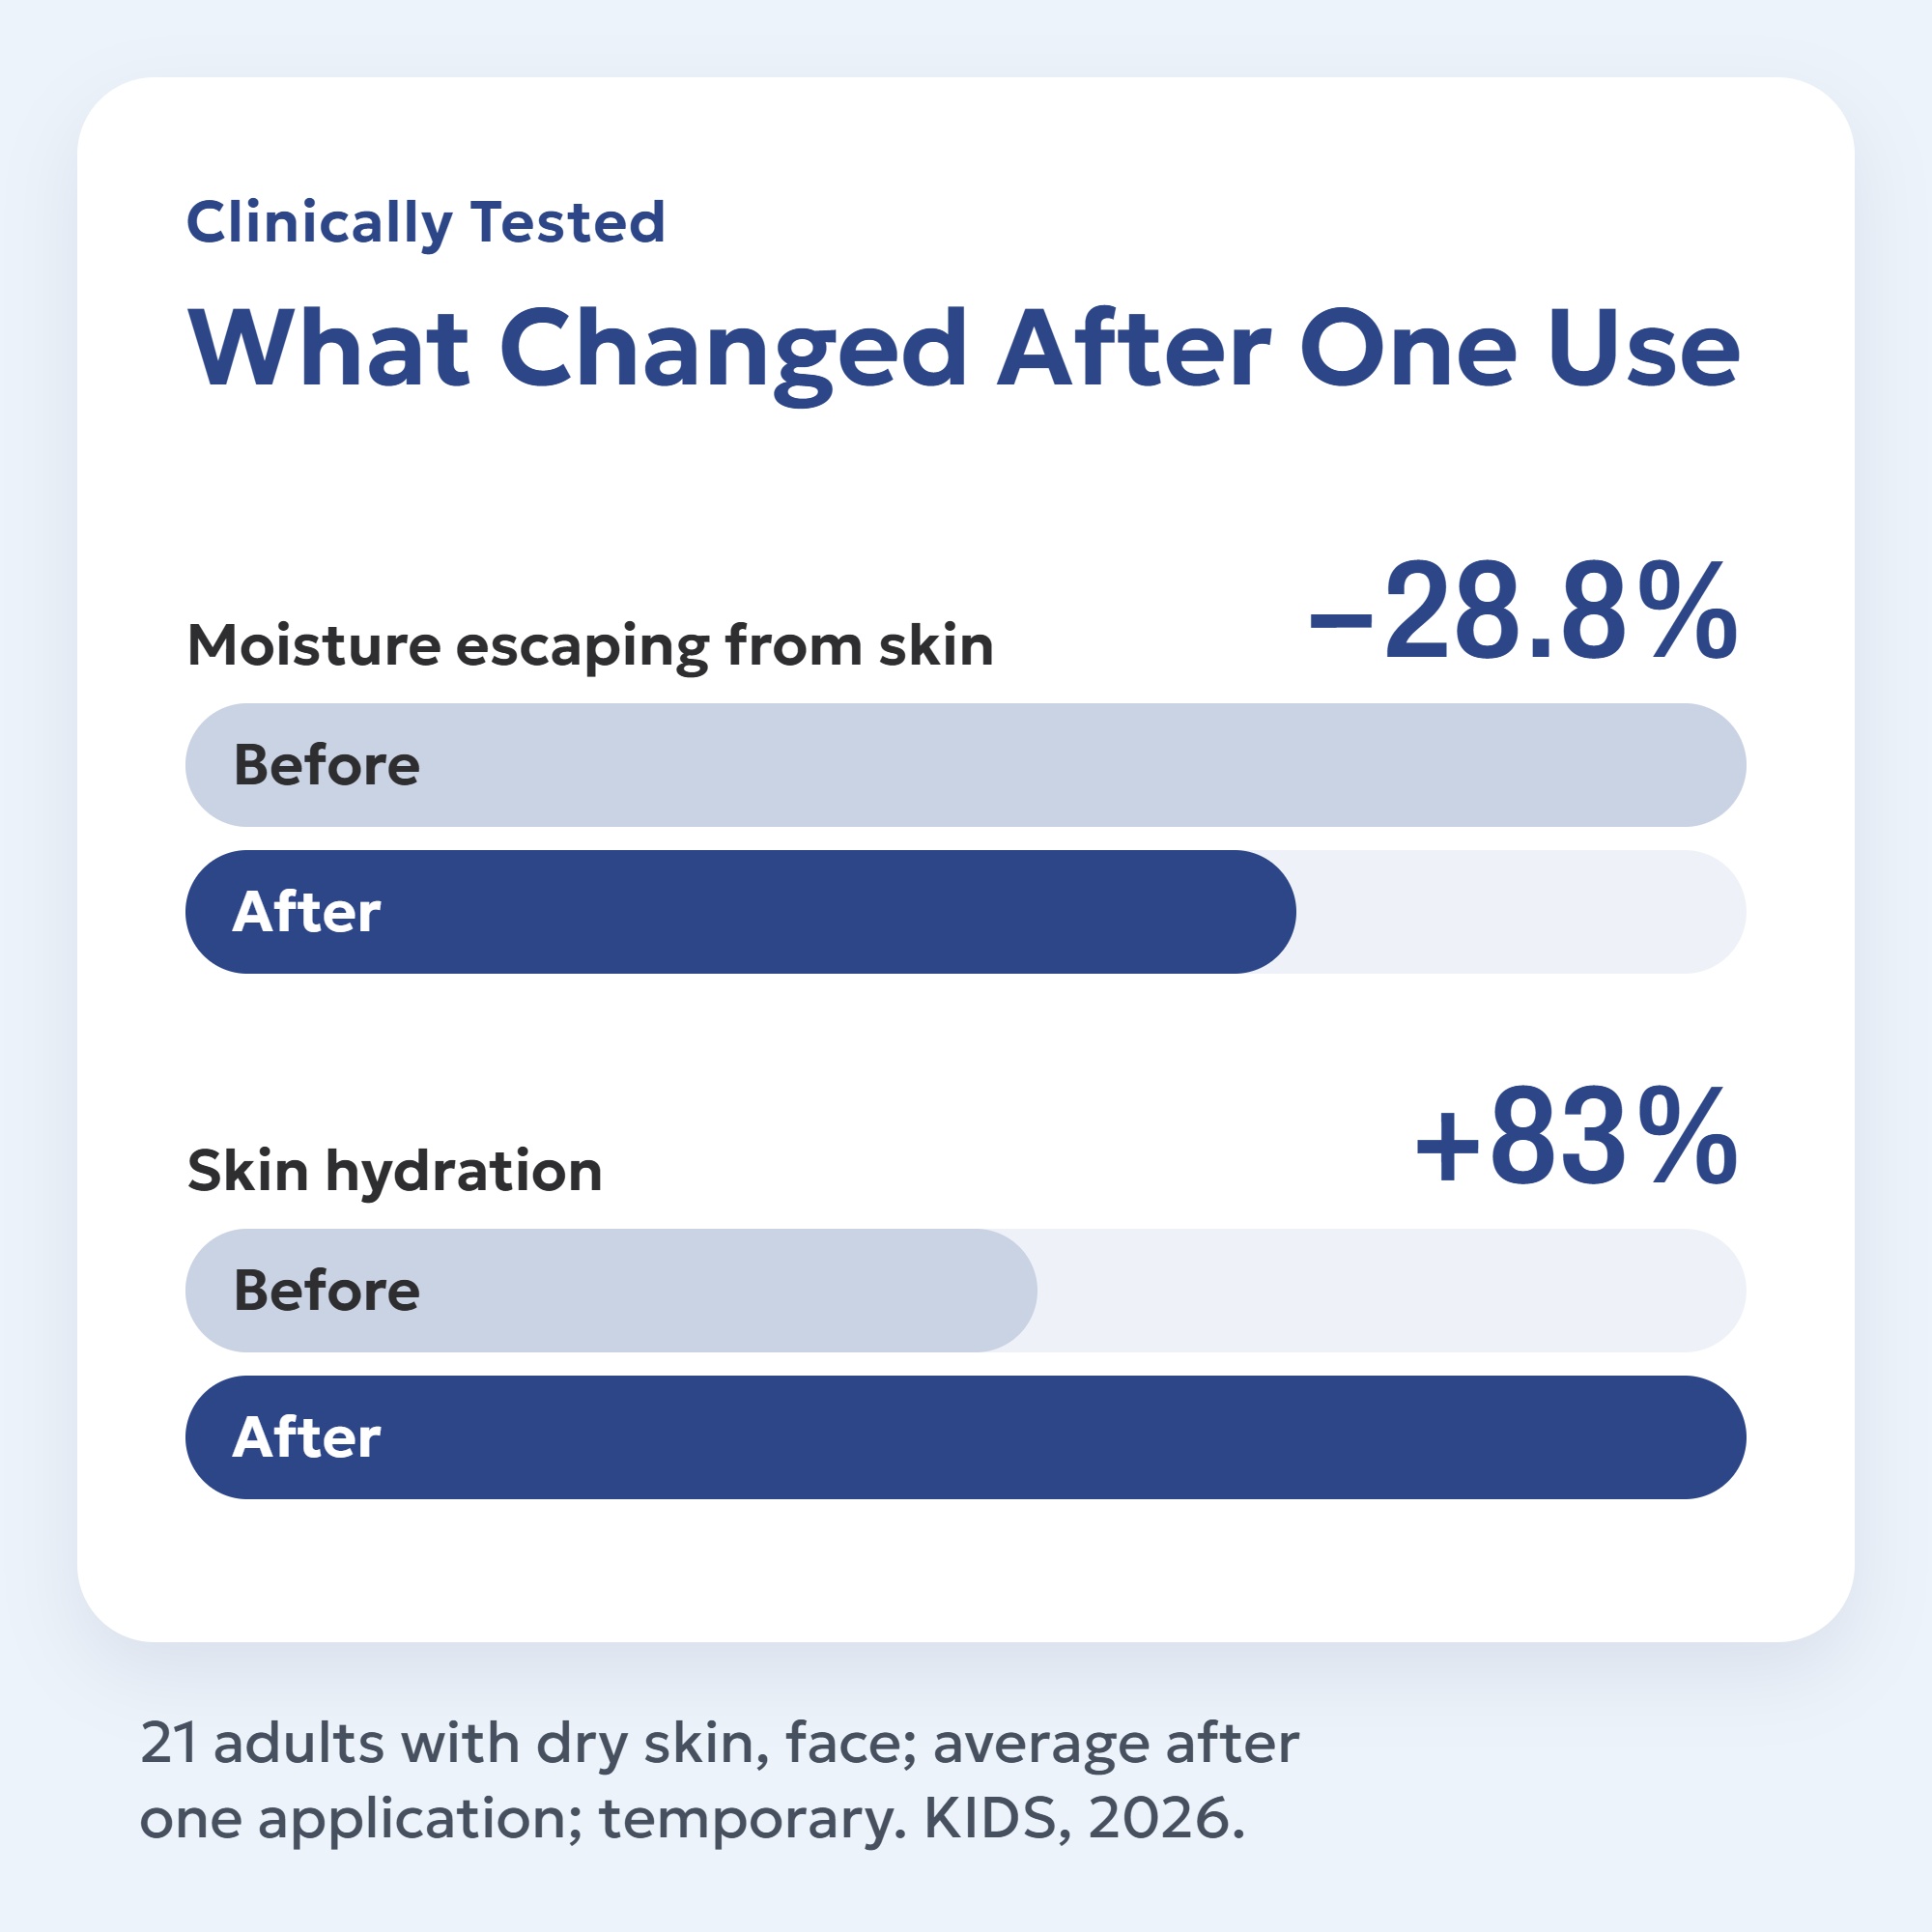 Clinically Tested
What Changed After One Use
Moisture escaping from skin
–28.8%
Before
After
Skin hydration
+83%
Before
After
21 adults with dry skin, face; average after
one application; temporary. KIDS, 2026.